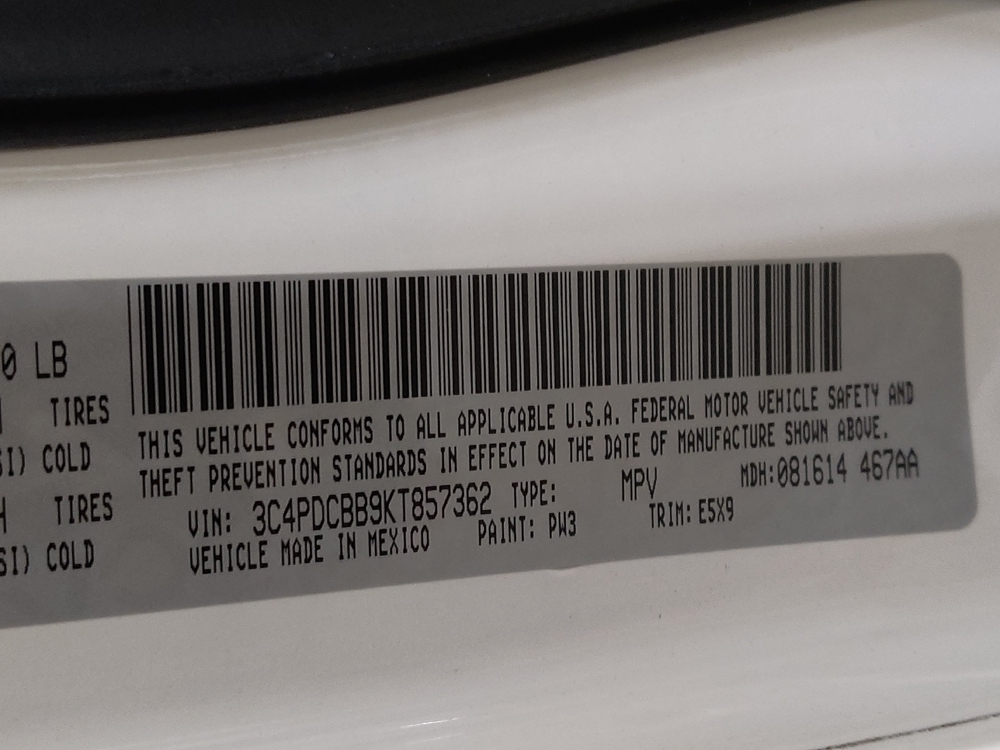 0 LB
TIRES
SI) COLD
TIRES
SI) COLD
THIS VEHICLE CONFORMS TO ALL APPLICABLE U.S.A. FEDERAL MOTOR VEHICLE SAFETY AND
THEFT PREVENTION STANDARDS IN EFFECT ON THE DATE OF MANUFACTURE SHOWN ABOVE.
VIN: 3C4PDCBB9KT857362 TYPE: MPV MDH:081614 467AA
VEHICLE MADE IN MEXICO PAINT: PW3 TRIM: E5X9